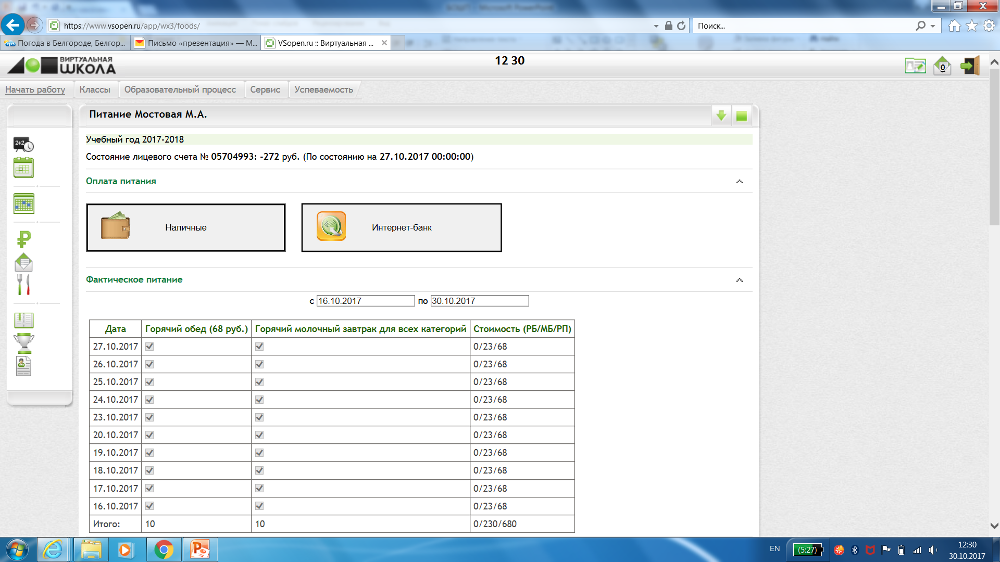 https://www.vsopen.ru/app/wx3/foods/
Поиск...
Погода в Белгороде, Белгор...
Письмо «презентация» — М...
VSopen.ru :: Виртуальная ...
ВИРТУАЛЬНАЯ
ШКОЛА
12 30
0
Начать работу
Классы
Образовательный процесс
Сервис
Успеваемость
Питание Мостовая М.А.
2+2
Учебный год 2017-2018
Состояние лицевого счета № 05704993: -272 руб. (По состоянию на 27.10.2017 00:00:00)
Оплата питания
Наличные
Интернет-банк
Фактическое питание
с 16.10.2017 по 30.10.2017
Дата Горячий обед (68 руб.) Горячий молочный завтрак для всех категорий Стоимость (РБ/МБ/РП)
27.10.2017 0/23/68
26.10.2017 0/23/68
25.10.2017 0/23/68
24.10.2017 0/23/68
23.10.2017 0/23/68
20.10.2017 0/23/68
19.10.2017 0/23/68
18.10.2017 0/23/68
17.10.2017 0/23/68
16.10.2017 0/23/68
Итого: 10 10 0/230/680
EN
(5:27)
12:30
30.10.2017